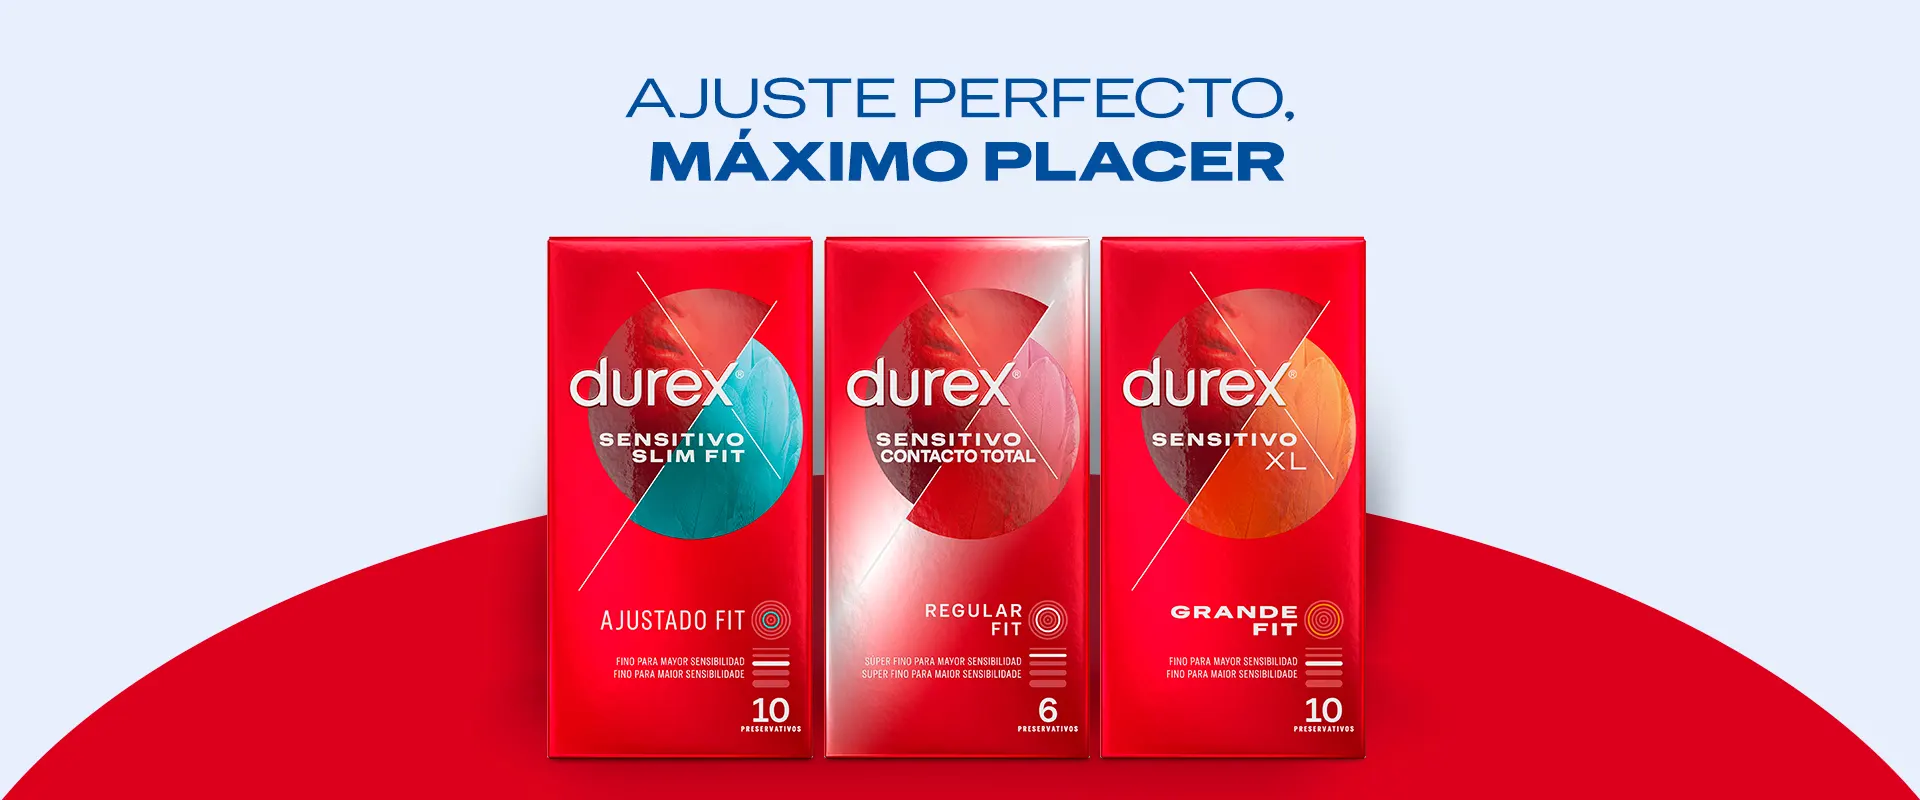 AJUSTE PERFECTO,
MÁXIMO PLACER
durex®
SENSITIVO
SLIM FIT
AJUSTADO FIT
FINO PARA MAYOR SENSIBILIDAD
FINO PARA MAIOR SENSIBILIDADE
10
PRESERVATIVOS
durex®
SENSITIVO
CONTACTO TOTAL
REGULAR
FIT
SÚPER FINO PARA MAYOR SENSIBILIDAD
SUPER FINO PARA MAIOR SENSIBILIDADE
6
PRESERVATIVOS
durex®
SENSITIVO
XL
GRANDE
FIT
FINO PARA MAYOR SENSIBILIDAD
FINO PARA MAIOR SENSIBILIDADE
10
PRESERVATIVOS